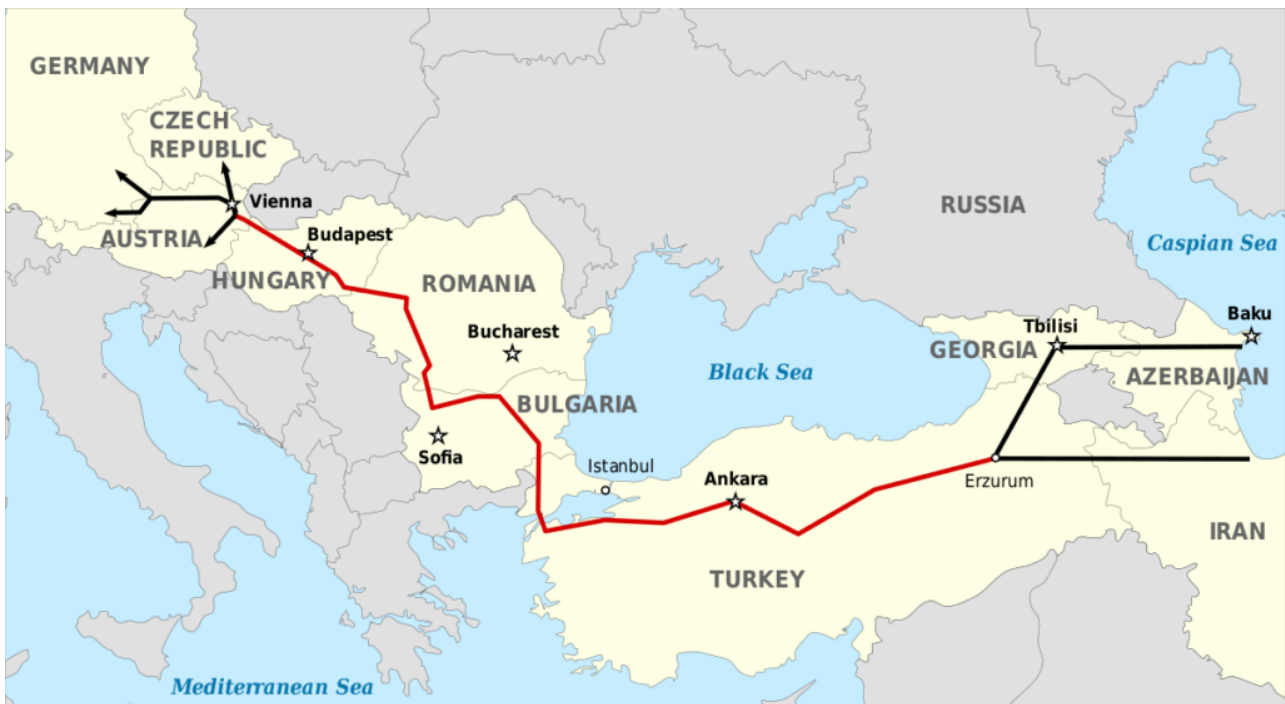 GERMANY
CZECH
REPUBLIC
Vienna
AUSTRIA
Budapest
HUNGARY
ROMANIA
Bucharest
BULGARIA
Sofia
Istanbul
Ankara
TURKEY
Erzurum
Black Sea
RUSSIA
Caspian Sea
Tbilisi
GEORGIA
Baku
AZERBAIJAN
IRAN
Mediterranean Sea